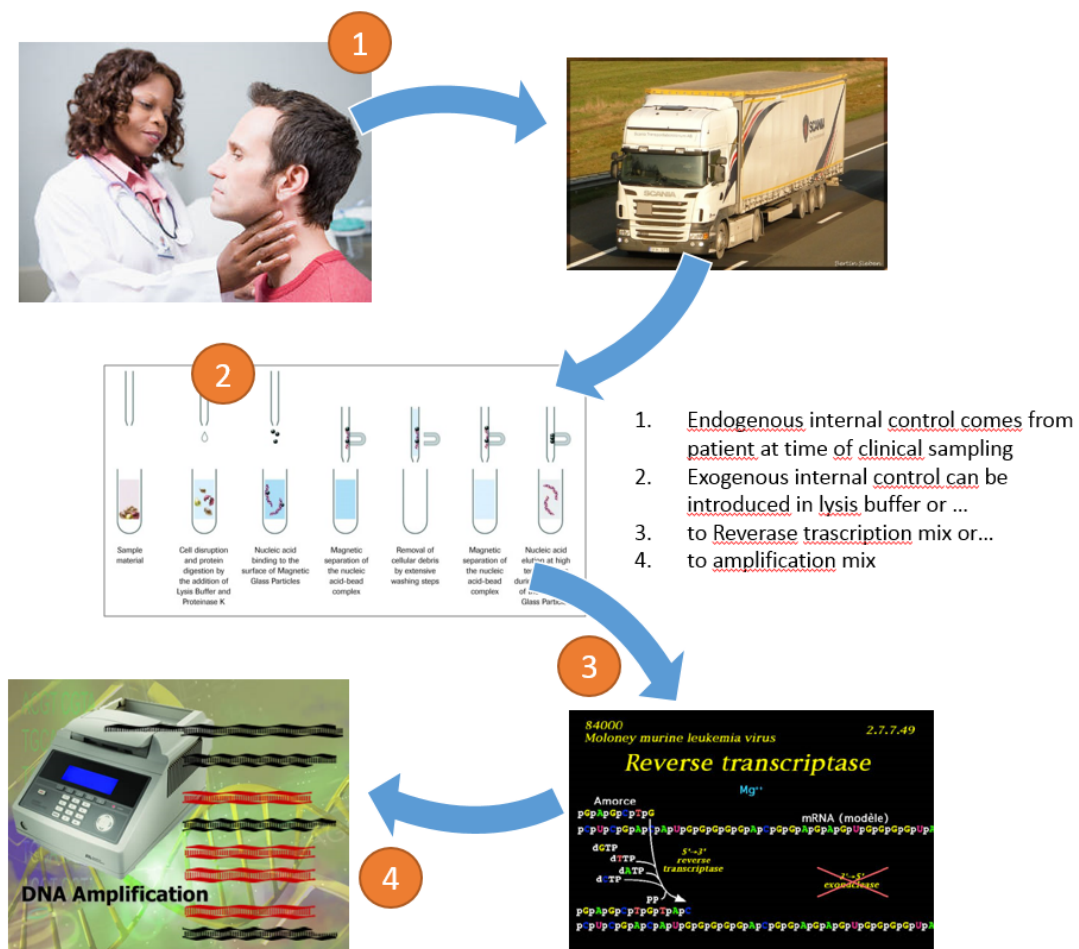 1
SCANIA
SCANIA
2
Sample
material
Cell disruption
and protein
digestion by
the addition of
Lysis Buffer and
Proteinase K
Nucleic acid
binding to the
surface of Magnetic
Glass Particles
Magnetic
separation of
the nucleic
acid-bead
complex
Removal of
cellular debris
by extensive
washing steps
Magnetic
separation of
the nucleic
acid-bead
complex
Nucleic acid
elution at high
Glass Particles
1. Endogenous internal control comes from
patient at time of clinical sampling
2. Exogenous internal control can be
introduced in lysis buffer or ...
3. to Reverase trascription mix or...
4. to amplification mix
3
84000
2.7.7.49
Moloney murine leukemia virus
Reverse transcriptase
Mg++
Amorce
pGpApGpCpTpG
mRNA (modèle)
dGTP
dTTP
dATP
dCTP
5'→3'
reverse
transcriptase
3'→5'
exonuclease
PP
pGpApGpCpTpGpTpApC
DNA Amplification
4